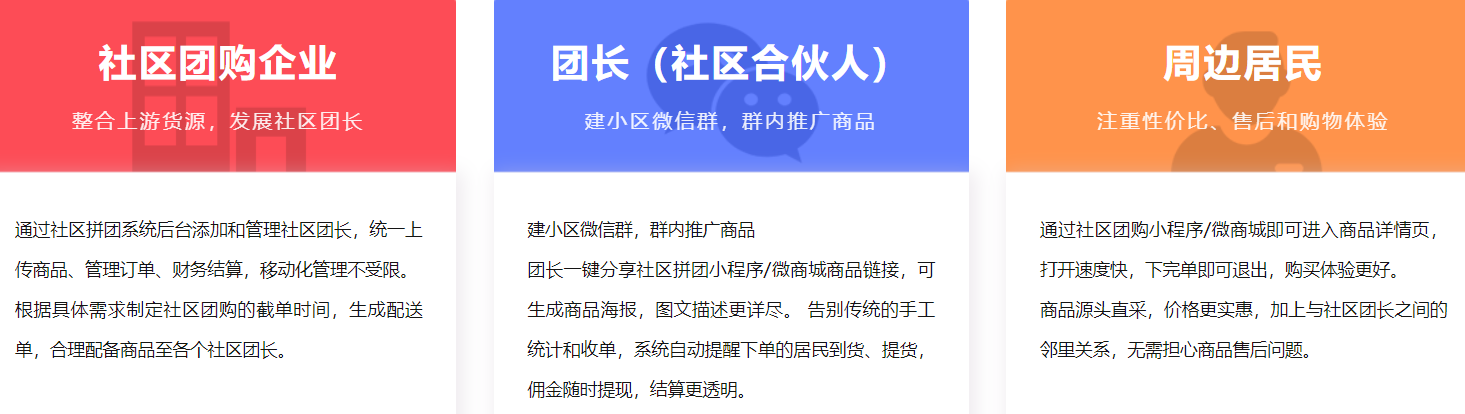 社区团购企业
整合上游货源，发展社区团长
通过社区拼团系统后台添加和管理社区团长，统一上
传商品、管理订单、财务结算，移动化管理不受限。
根据具体需求制定社区团购的截单时间，生成配送
单，合理配备商品至各个社区团长。
团长（社区合伙人）
建小区微信群，群内推广商品
建小区微信群，群内推广商品
团长一键分享社区拼团小程序/微商城商品链接，可
生成商品海报，图文描述更详尽。 告别传统的手工
统计和收单，系统自动提醒下单的居民到货、提货，
佣金随时提现，结算更透明。
周边居民
注重性价比、售后和购物体验
通过社区团购小程序/微商城即可进入商品详情页，
打开速度快，下完单即可退出，购买体验更好。
商品源头直采，价格更实惠，加上与社区团长之间的
邻里关系，无需担心商品售后问题。